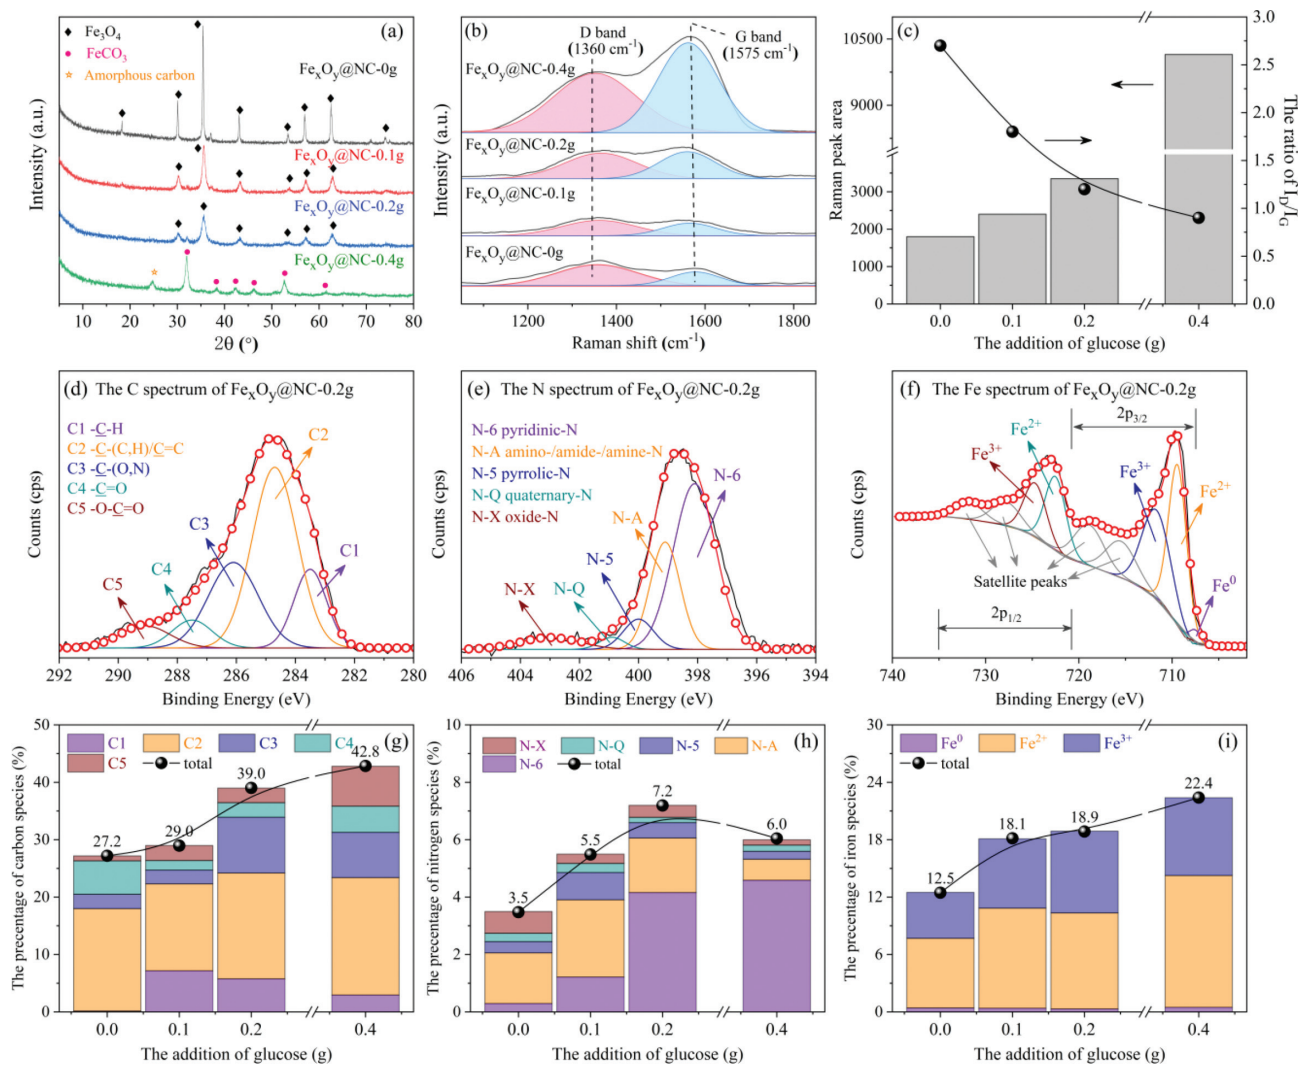 (a)
Fe3O4
FeCO3
Amorphous carbon
FexOy@NC-0g
FexOy@NC-0.1g
FexOy@NC-0.2g
FexOy@NC-0.4g
Intensity (a.u.)
10 20 30 40 50 60 70 80
2θ (°)
(b)
D band
(1360 cm-1)
G band
(1575 cm-1)
FexOy@NC-0.4g
FexOy@NC-0.2g
FexOy@NC-0.1g
FexOy@NC-0g
Intensity (a.u.)
1200 1400 1600 1800
Raman shift (cm-1)
(c)
Raman peak area
10500
9000
3000
2000
1000
0
3.0
2.5
2.0
1.5
1.0
0.5
0.0
The ratio of ID/IG
0.0 0.1 0.2 0.4
The addition of glucose (g)
(d) The C spectrum of FexOy@NC-0.2g
C1 -C-H
C2 -C-(C,H)/C=C
C3 -C-(O,N)
C4 -C=O
C5 -O-C=O
C2
C3
C1
C4
C5
Counts (cps)
292 290 288 286 284 282 280
Binding Energy (eV)
(e) The N spectrum of FexOy@NC-0.2g
N-6 pyridinic-N
N-A amino-/amide-/amine-N
N-5 pyrrolic-N
N-Q quaternary-N
N-X oxide-N
N-6
N-A
N-5
N-Q
N-X
Counts (cps)
406 404 402 400 398 396 394
Binding Energy (eV)
(f) The Fe spectrum of FexOy@NC-0.2g
2p3/2
Fe2+
Fe3+
Fe3+
Fe2+
Satellite peaks
Fe0
2p1/2
Counts (cps)
740 730 720 710
Binding Energy (eV)
(g)
C1 C2 C3 C4
C5 total
42.8
39.0
29.0
27.2
50
40
30
20
10
0
The precentage of carbon species (%)
0.0 0.1 0.2 0.4
The addition of glucose (g)
(h)
N-X N-Q N-5 N-A
N-6 total
7.2
6.0
5.5
3.5
10
8
6
4
2
0
The precentage of nitrogen species (%)
0.0 0.1 0.2 0.4
The addition of glucose (g)
(i)
Fe0 Fe2+ Fe3+
total
22.4
18.9
18.1
12.5
30
24
18
12
6
0
The precentage of iron species (%)
0.0 0.1 0.2 0.4
The addition of glucose (g)